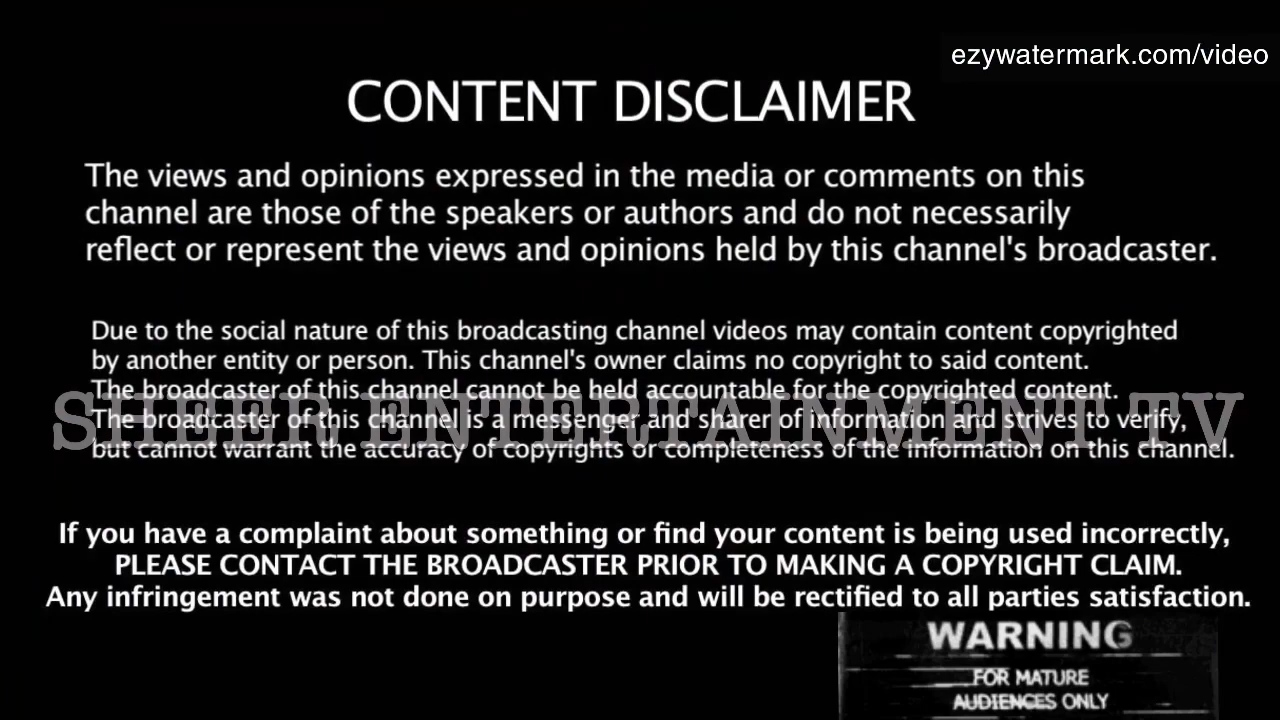 ezywatermark.com/video
CONTENT DISCLAIMER
The views and opinions expressed in the media or comments on this
channel are those of the speakers or authors and do not necessarily
reflect or represent the views and opinions held by this channel's broadcaster.
Due to the social nature of this broadcasting channel videos may contain content copyrighted
by another entity or person. This channel's owner claims no copyright to said content.
The broadcaster of this channel cannot be held accountable for the copyrighted content.
SHEER ENTERTAINMENT TV
The broadcaster of this channel is a messenger and sharer of information and strives to verify,
but cannot warrant the accuracy of copyrights or completeness of the information on this channel.
If you have a complaint about something or find your content is being used incorrectly,
PLEASE CONTACT THE BROADCASTER PRIOR TO MAKING A COPYRIGHT CLAIM.
Any infringement was not done on purpose and will be rectified to all parties satisfaction.
WARNING
FOR MATURE
AUDIENCES ONLY